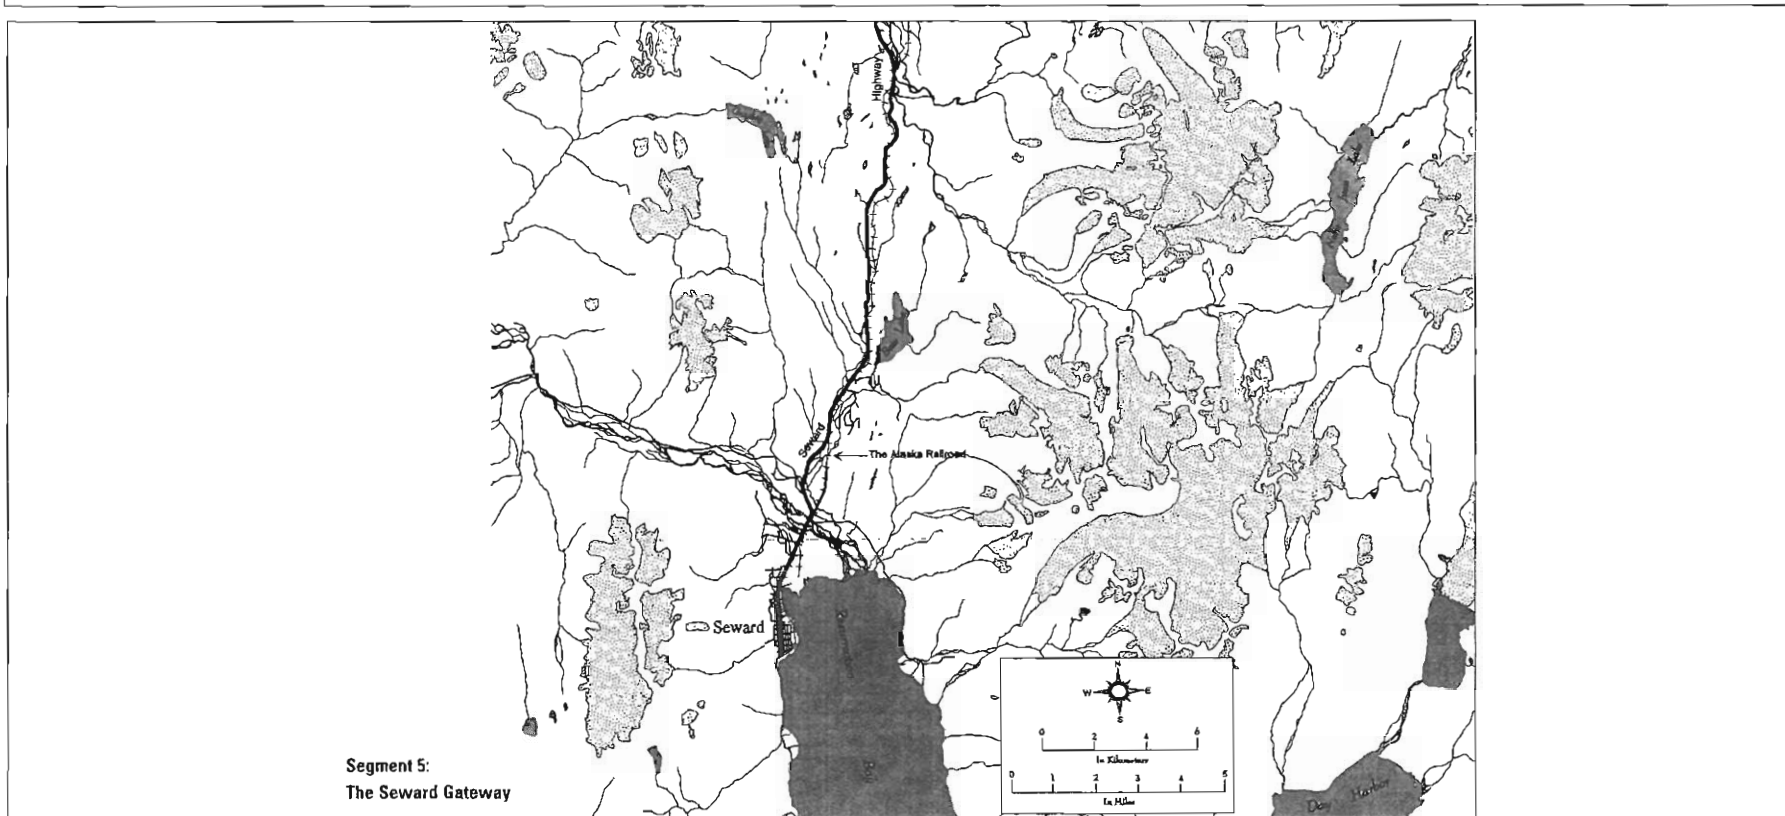 Highway
Seward
The Alaska Railroad
Seward
Bay
N
W
E
S
0 2 4 6
In Kilometers
0 1 2 3 4 5
In Miles
Day Harbor
Segment 5:
The Seward Gateway